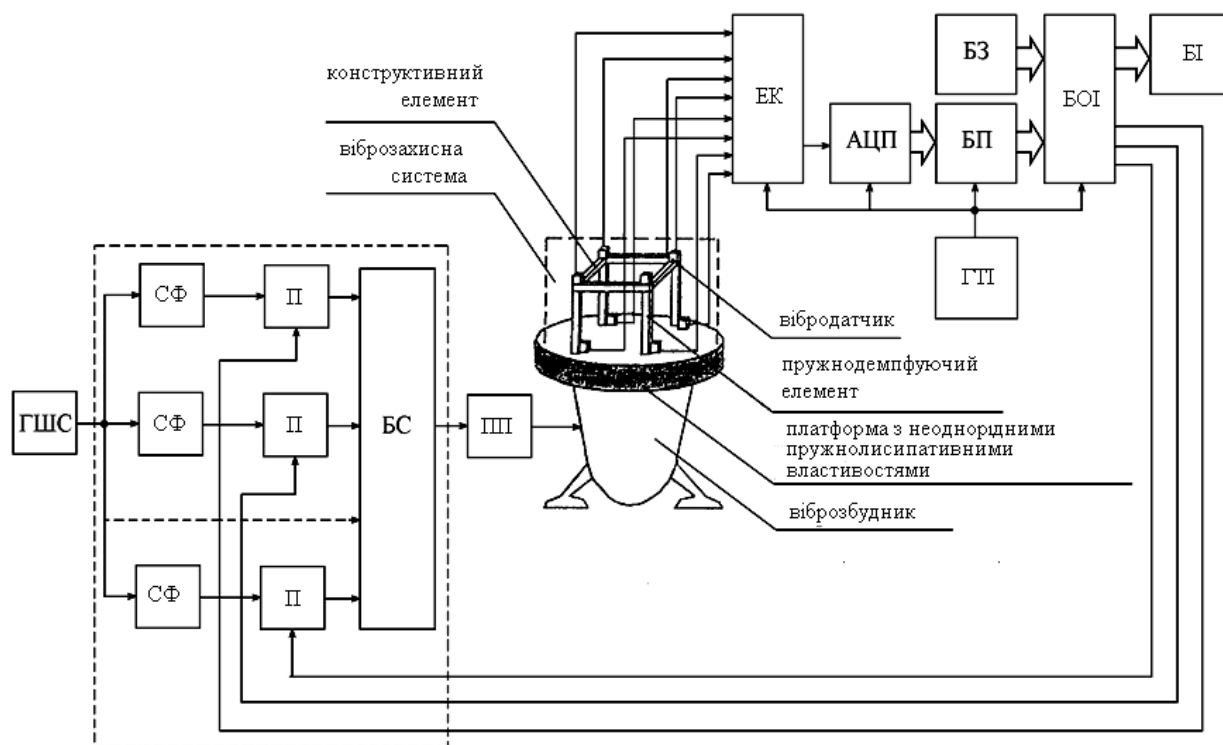 конструктивний
елемент
віброзахисна
система
ЕК
БЗ
БОІ
БІ
АЦП
БП
ГТІ
СФ
П
СФ
П
БС
ГШС
ПП
СФ
П
вібродатчик
пружнодемпфуючий
елемент
платформа з неоднорідними
пружнолисипативними
властивостями
віброзбудник